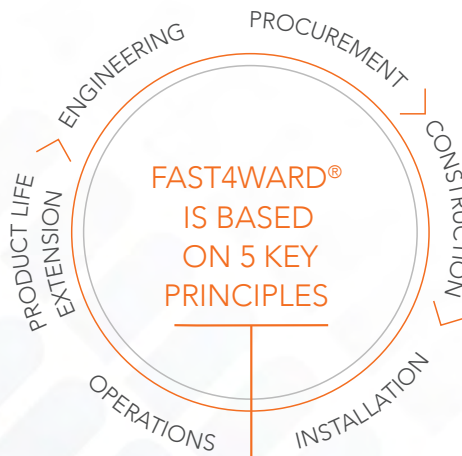 ENGINEERING
PROCUREMENT
CONSTRUCTION
INSTALLATION
OPERATIONS
PRODUCT LIFE
EXTENSION
FAST4WARD®
IS BASED
ON 5 KEY
PRINCIPLES